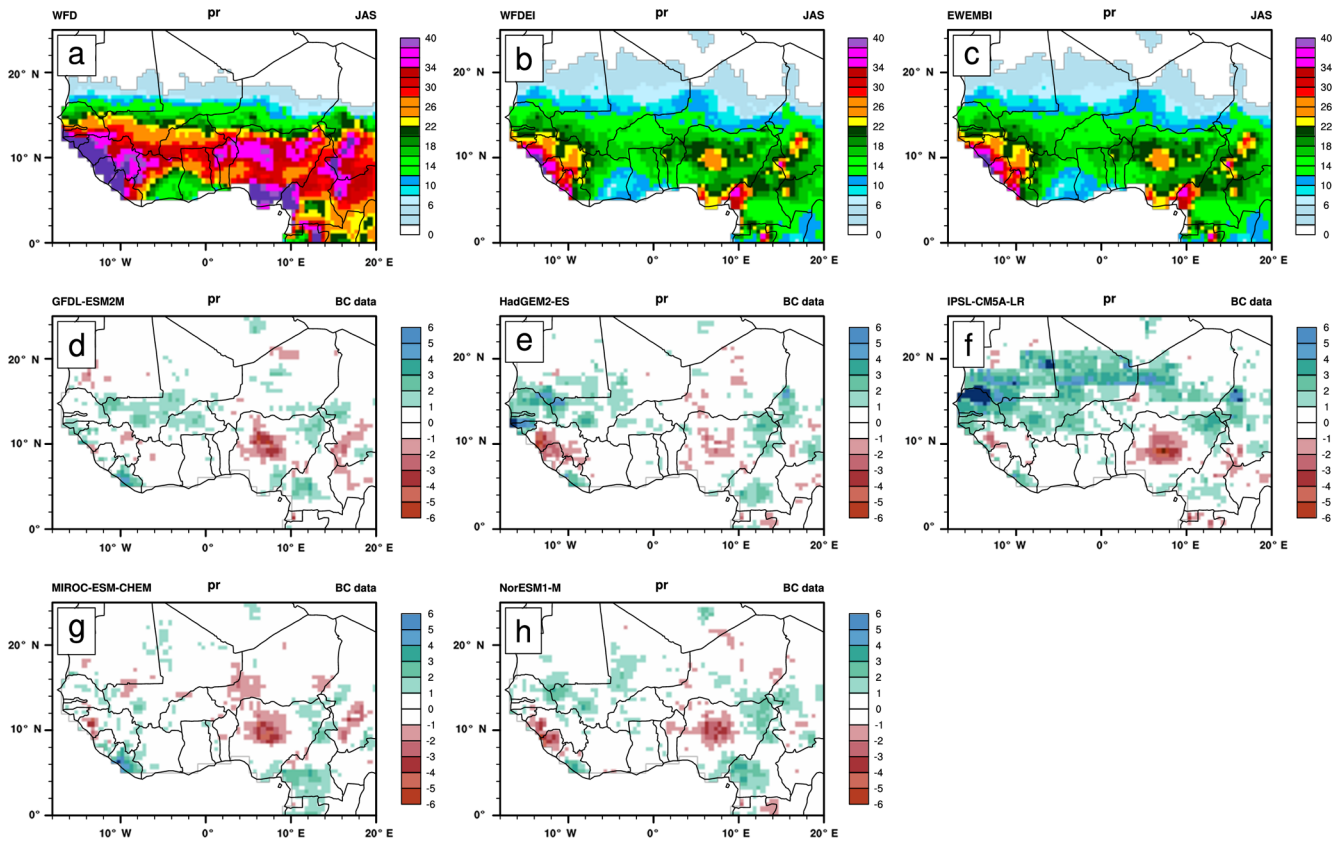 WFD pr JAS
a
20° N
10° N
0°
10° W 0° 10° E 20° E
40
34
30
26
22
18
14
10
6
0
WFDEI pr JAS
b
20° N
10° N
0°
10° W 0° 10° E 20° E
40
34
30
26
22
18
14
10
6
0
EWEMBI pr JAS
c
20° N
10° N
0°
10° W 0° 10° E 20° E
40
34
30
26
22
18
14
10
6
0
GFDL-ESM2M pr BC data
d
20° N
10° N
0°
10° W 0° 10° E 20° E
6
5
4
3
2
1
0
-1
-2
-3
-4
-5
-6
HadGEM2-ES pr BC data
e
20° N
10° N
0°
10° W 0° 10° E 20° E
6
5
4
3
2
1
0
-1
-2
-3
-4
-5
-6
IPSL-CM5A-LR pr BC data
f
20° N
10° N
0°
10° W 0° 10° E 20° E
6
5
4
3
2
1
0
-1
-2
-3
-4
-5
-6
MIROC-ESM-CHEM pr BC data
g
20° N
10° N
0°
10° W 0° 10° E 20° E
6
5
4
3
2
1
0
-1
-2
-3
-4
-5
-6
NorESM1-M pr BC data
h
20° N
10° N
0°
10° W 0° 10° E 20° E
6
5
4
3
2
1
0
-1
-2
-3
-4
-5
-6